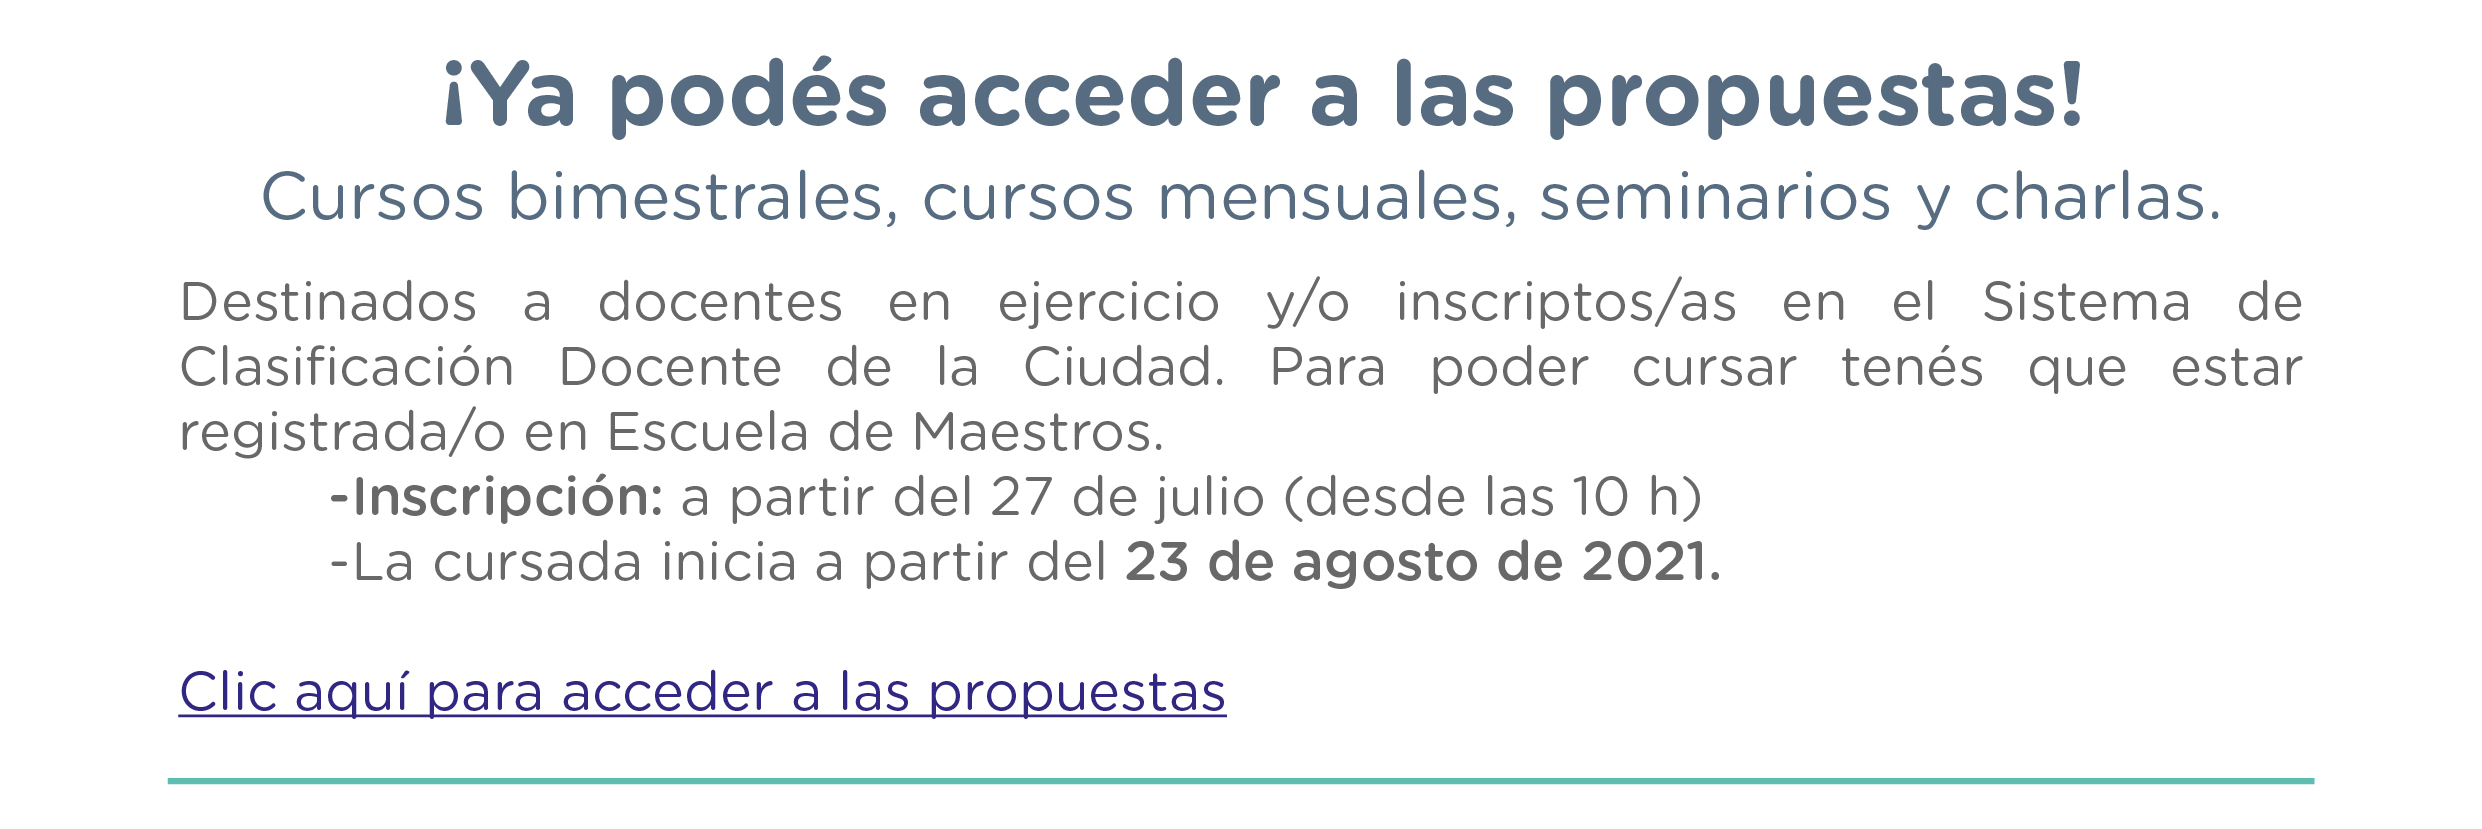 ¡Ya podés acceder a las propuestas!
Cursos bimestrales, cursos mensuales, seminarios y charlas.
Destinados a docentes en ejercicio y/o inscriptos/as en el Sistema de
Clasificación Docente de la Ciudad. Para poder cursar tenés que estar
registrada/o en Escuela de Maestros.
-Inscripción: a partir del 27 de julio (desde las 10 h)
-La cursada inicia a partir del 23 de agosto de 2021.
Clic aquí para acceder a las propuestas